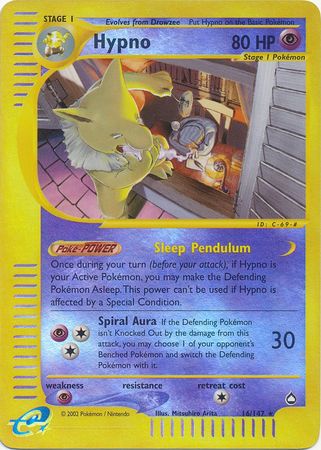 STAGE 1
Evolves from Drowzee
Put Hypno on the Basic Pokémon
Hypno
80 HP
Stage 1 Pokémon
ID: C-69-#
Poké-POWER
Sleep Pendulum
Once during your turn (before your attack), if Hypno is
your Active Pokémon, you may make the Defending
Pokémon Asleep. This power can't be used if Hypno is
affected by a Special Condition.
Spiral Aura If the Defending Pokémon
isn't Knocked Out by the damage from this
attack, you may choose 1 of your opponent's
Benched Pokémon and switch the Defending
Pokémon with it.
30
weakness
resistance
retreat cost
e
© 2002 Pokémon / Nintendo
Illus. Mitsuhiro Arita
16/147 ★